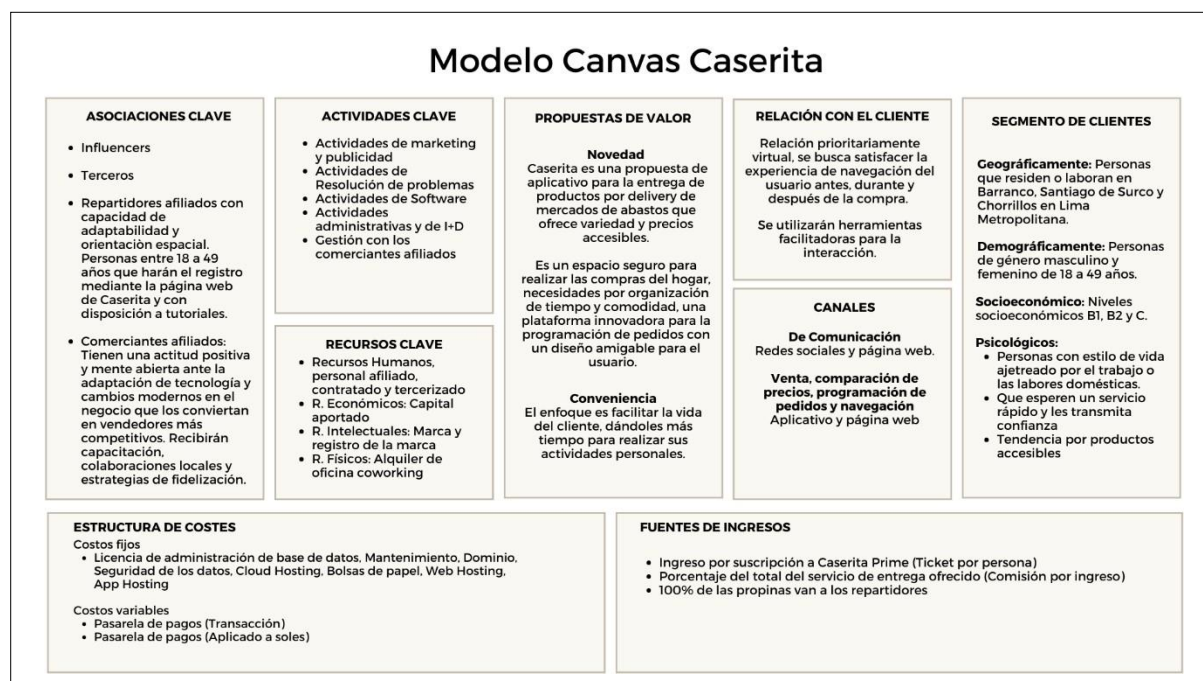 Modelo Canvas Caserita
ASOCIACIONES CLAVE
• Influencers
• Terceros
• Repartidores afiliados con
capacidad de
adaptabilidad y
orientaciòn espacial.
Personas entre 18 a 49
años que harán el registro
mediante la página web
de Caserita y con
disposición a tutoriales.
• Comerciantes afiliados:
Tienen una actitud positiva
y mente abierta ante la
adaptación de tecnología y
cambios modernos en el
negocio que los conviertan
en vendedores más
competitivos. Recibirán
capacitación,
colaboraciones locales y
estrategias de fidelización.
ACTIVIDADES CLAVE
• Actividades de marketing
y publicidad
• Actividades de
Resolución de problemas
• Actividades de Software
• Actividades
administrativas y de I+D
• Gestión con los
comerciantes afiliados
RECURSOS CLAVE
• Recursos Humanos,
personal afiliado,
contratado y tercerizado
• R. Económicos: Capital
aportado
• R. Intelectuales: Marca y
registro de la marca
• R. Físicos: Alquiler de
oficina coworking
PROPUESTAS DE VALOR
Novedad
Caserita es una propuesta de
aplicativo para la entrega de
productos por delivery de
mercados de abastos que
ofrece variedad y precios
accesibles.
Es un espacio seguro para
realizar las compras del hogar,
necesidades por organización
de tiempo y comodidad, una
plataforma innovadora para la
programación de pedidos con
un diseño amigable para el
usuario.
Conveniencia
El enfoque es facilitar la vida
del cliente, dándoles más
tiempo para realizar sus
actividades personales.
RELACIÓN CON EL CLIENTE
Relación prioritariamente
virtual, se busca satisfacer la
experiencia de navegación del
usuario antes, durante y
después de la compra.
Se utilizarán herramientas
facilitadoras para la
interacción.
CANALES
De Comunicación
Redes sociales y página web.
Venta, comparación de
precios, programación de
pedidos y navegación
Aplicativo y página web
SEGMENTO DE CLIENTES
Geográficamente: Personas
que residen o laboran en
Barranco, Santiago de Surco y
Chorrillos en Lima
Metropolitana.
Demográficamente: Personas
de género masculino y
femenino de 18 a 49 años.
Socioeconómico: Niveles
socioeconómicos B1, B2 y C.
Psicológicos:
• Personas con estilo de vida
ajetreado por el trabajo o
las labores domésticas.
• Que esperen un servicio
rápido y les transmita
confianza
• Tendencia por productos
accesibles
ESTRUCTURA DE COSTES
Costos fijos
• Licencia de administración de base de datos, Mantenimiento, Dominio,
Seguridad de los datos, Cloud Hosting, Bolsas de papel, Web Hosting,
App Hosting
Costos variables
• Pasarela de pagos (Transacción)
• Pasarela de pagos (Aplicado a soles)
FUENTES DE INGRESOS
• Ingreso por suscripción a Caserita Prime (Ticket por persona)
• Porcentaje del total del servicio de entrega ofrecido (Comisión por ingreso)
• 100% de las propinas van a los repartidores